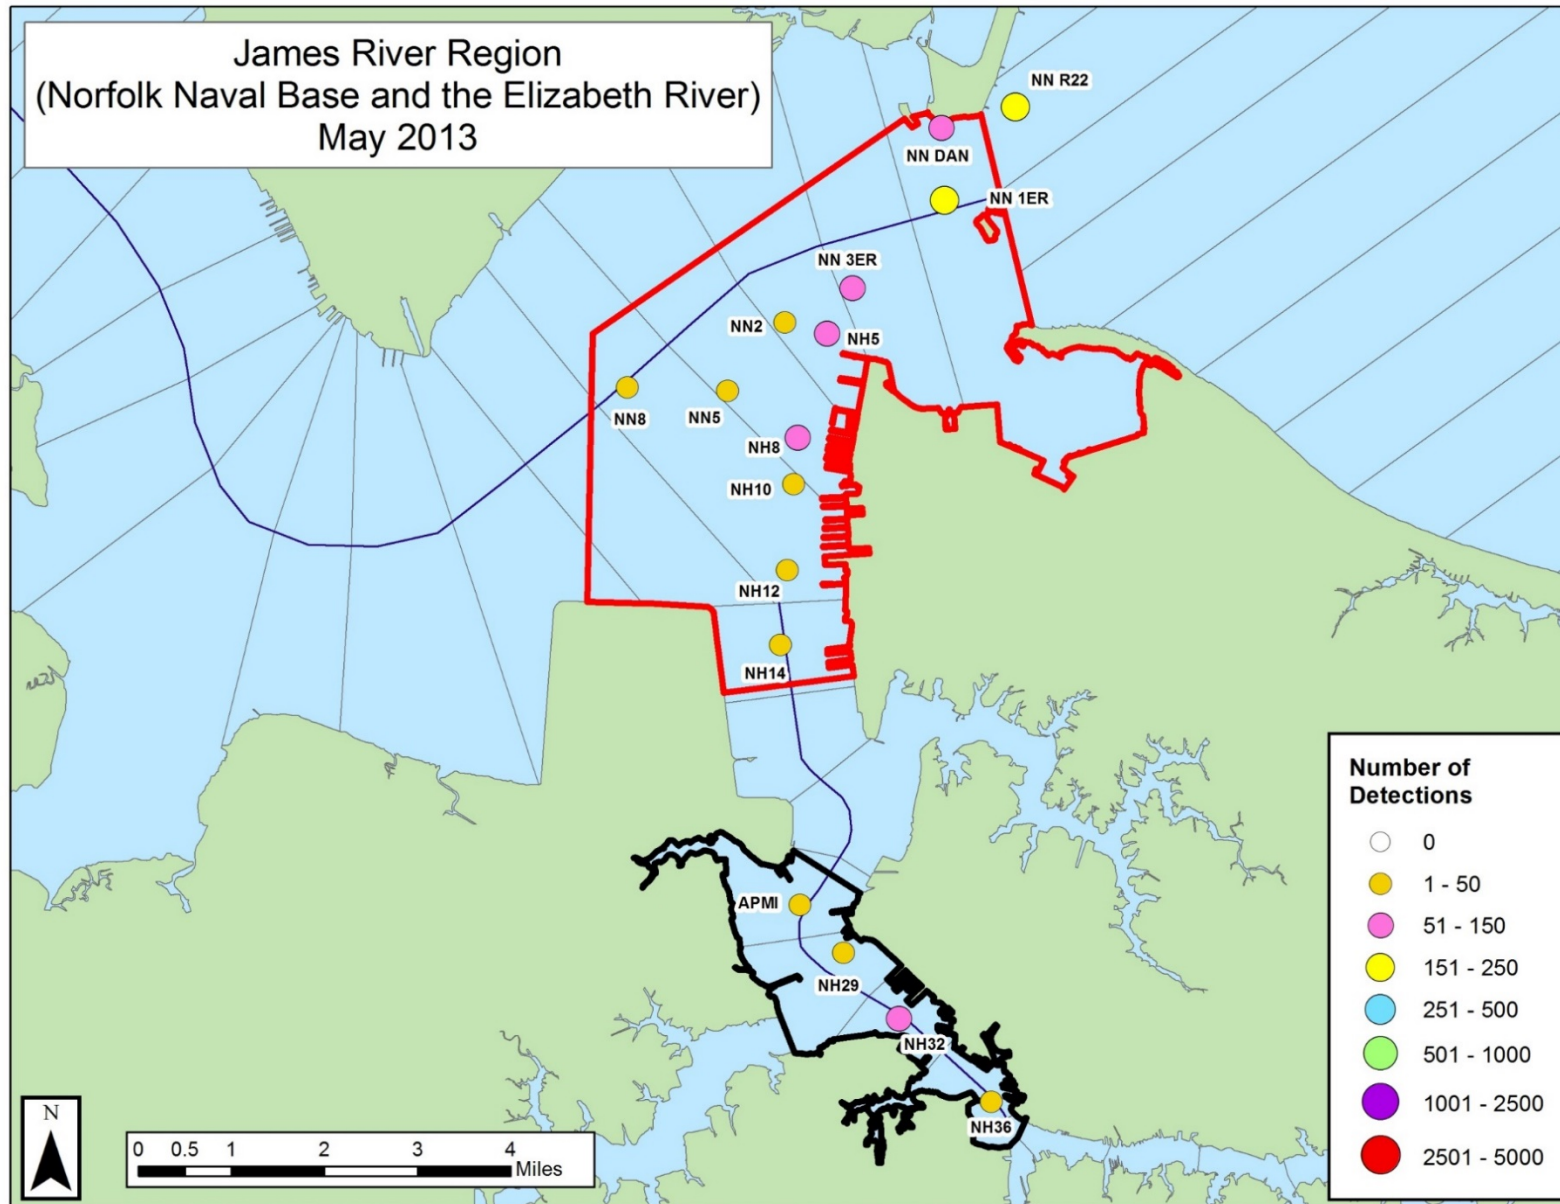 James River Region
(Norfolk Naval Base and the Elizabeth River)
May 2013
NN R22
NN DAN
NN 1ER
NN 3ER
NN2
NH5
NN8
NN5
NH8
NH10
NH12
NH14
APMI
NH29
NH32
NH36
Number of
Detections
0
1 - 50
51 - 150
151 - 250
251 - 500
501 - 1000
1001 - 2500
2501 - 5000
N
0 0.5 1 2 3 4
Miles